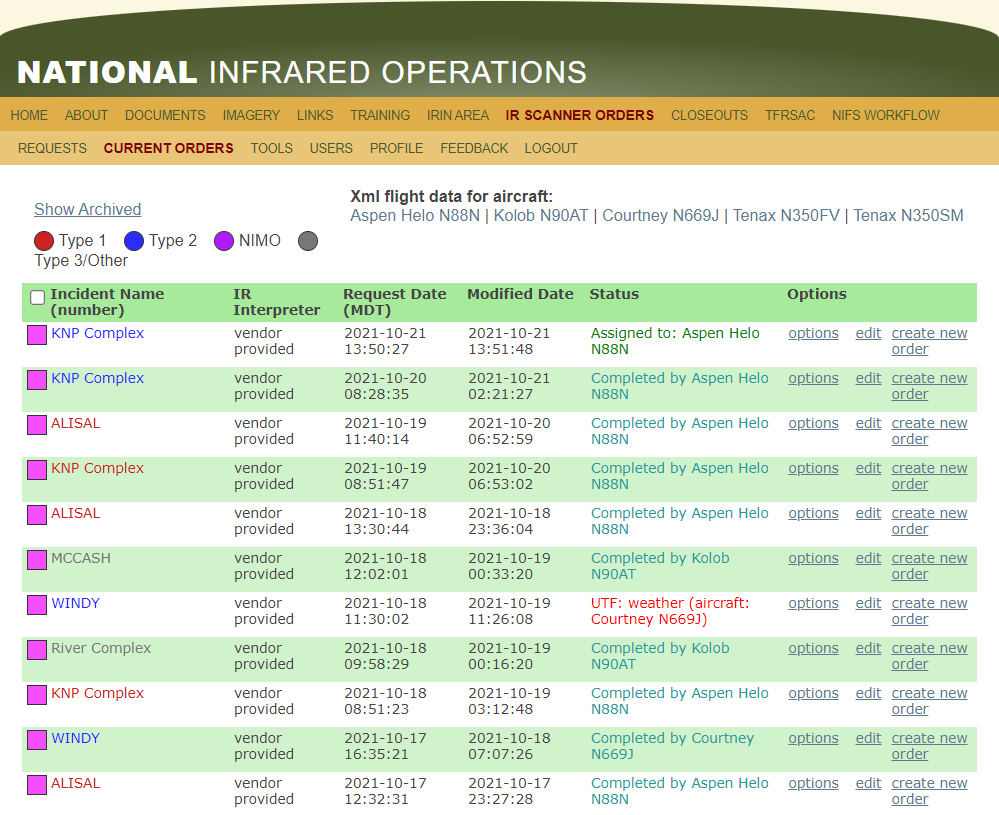 NATIONAL INFRARED OPERATIONS
HOME ABOUT DOCUMENTS IMAGERY LINKS TRAINING IRIN AREA IR SCANNER ORDERS CLOSEOUTS TFRSAC NIFS WORKFLOW
REQUESTS CURRENT ORDERS TOOLS USERS PROFILE FEEDBACK LOGOUT
Show Archived
Xml flight data for aircraft:
Aspen Helo N88N | Kolob N90AT | Courtney N669J | Tenax N350FV | Tenax N350SM
Type 1 Type 2 NIMO
Type 3/Other
Incident Name IR Request Date Modified Date Status Options
(number) Interpreter (MDT)
KNP Complex vendor 2021-10-21 2021-10-21 Assigned to: Aspen Helo options edit create new
provided 13:50:27 13:51:48 N88N order
KNP Complex vendor 2021-10-20 2021-10-21 Completed by Aspen Helo options edit create new
provided 08:28:35 02:21:27 N88N order
ALISAL vendor 2021-10-19 2021-10-20 Completed by Aspen Helo options edit create new
provided 11:40:14 06:52:59 N88N order
KNP Complex vendor 2021-10-19 2021-10-20 Completed by Aspen Helo options edit create new
provided 08:51:47 06:53:02 N88N order
ALISAL vendor 2021-10-18 2021-10-18 Completed by Aspen Helo options edit create new
provided 13:30:44 23:36:04 N88N order
MCCASH vendor 2021-10-18 2021-10-19 Completed by Kolob options edit create new
provided 12:02:01 00:33:20 N90AT order
WINDY vendor 2021-10-18 2021-10-19 UTF: weather (aircraft: options edit create new
provided 11:30:02 11:26:08 Courtney N669J) order
River Complex vendor 2021-10-18 2021-10-19 Completed by Kolob options edit create new
provided 09:58:29 00:16:20 N90AT order
KNP Complex vendor 2021-10-18 2021-10-19 Completed by Aspen Helo options edit create new
provided 08:51:23 03:12:48 N88N order
WINDY vendor 2021-10-17 2021-10-18 Completed by Courtney options edit create new
provided 16:35:21 07:07:26 N669J order
ALISAL vendor 2021-10-17 2021-10-17 Completed by Aspen Helo options edit create new
provided 12:32:31 23:27:28 N88N order